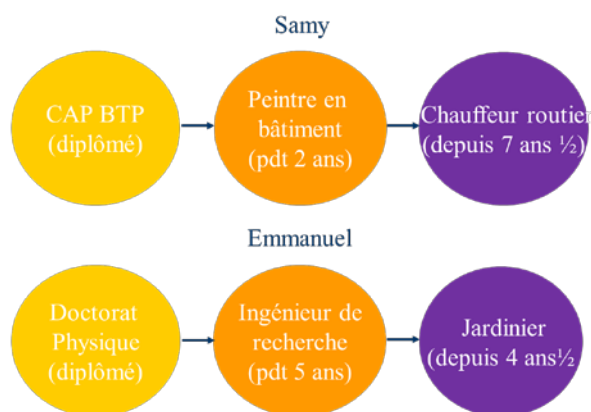 Samy
CAP BTP
(diplômé)
Peintre en
bâtiment
(pdt 2 ans)
Chauffeur routier
(depuis 7 ans ½)
Emmanuel
Doctorat
Physique
(diplômé)
Ingénieur de
recherche
(pdt 5 ans)
Jardinier
(depuis 4 ans½